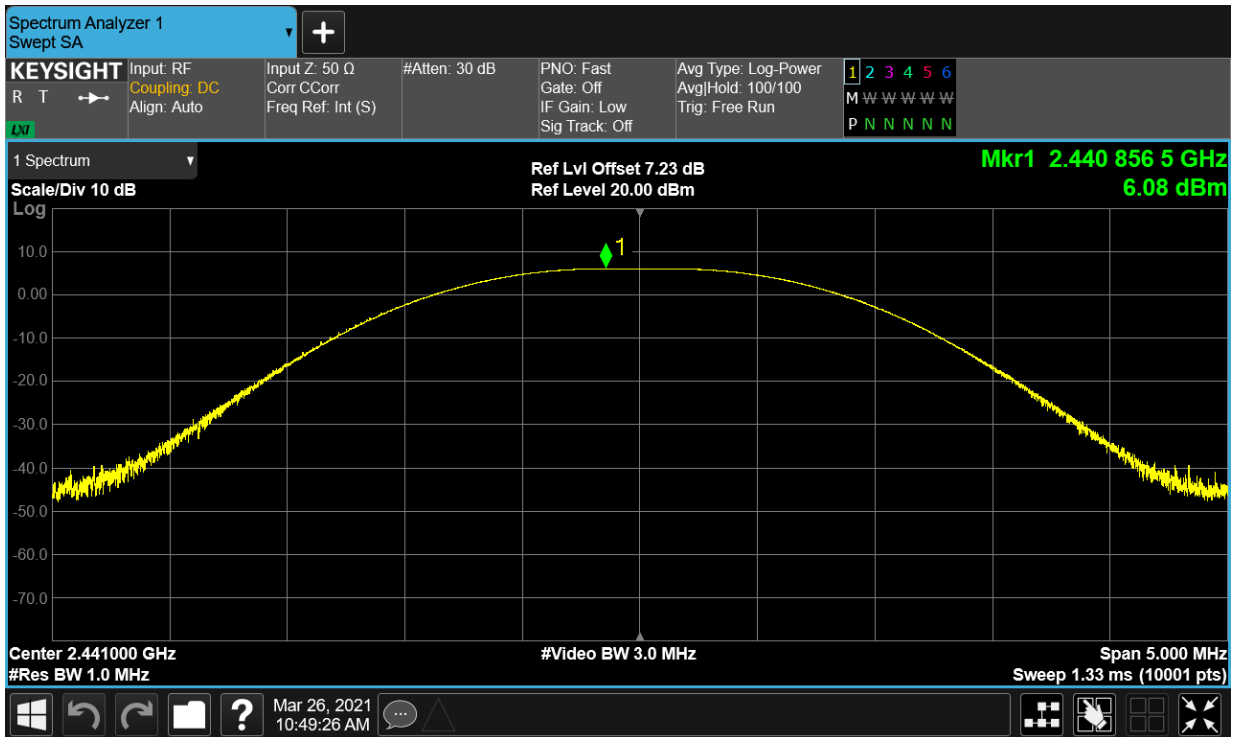 Spectrum Analyzer 1
Swept SA
KEYSIGHT
R T
LXI
Input: RF
Coupling: DC
Align: Auto
Input Z: 50 Ω
Corr CCorr
Freq Ref: Int (S)
#Atten: 30 dB
PNO: Fast
Gate: Off
IF Gain: Low
Sig Track: Off
Avg Type: Log-Power
Avg|Hold: 100/100
Trig: Free Run
1 2 3 4 5 6
M W W W W W
P N N N N N
1 Spectrum
Scale/Div 10 dB
Log
Ref Lvl Offset 7.23 dB
Ref Level 20.00 dBm
Mkr1 2.440 856 5 GHz
6.08 dBm
1
10.0
0.00
-10.0
-20.0
-30.0
-40.0
-50.0
-60.0
-70.0
Center 2.441000 GHz
#Video BW 3.0 MHz
Span 5.000 MHz
#Res BW 1.0 MHz
Sweep 1.33 ms (10001 pts)
?
Mar 26, 2021
10:49:26 AM